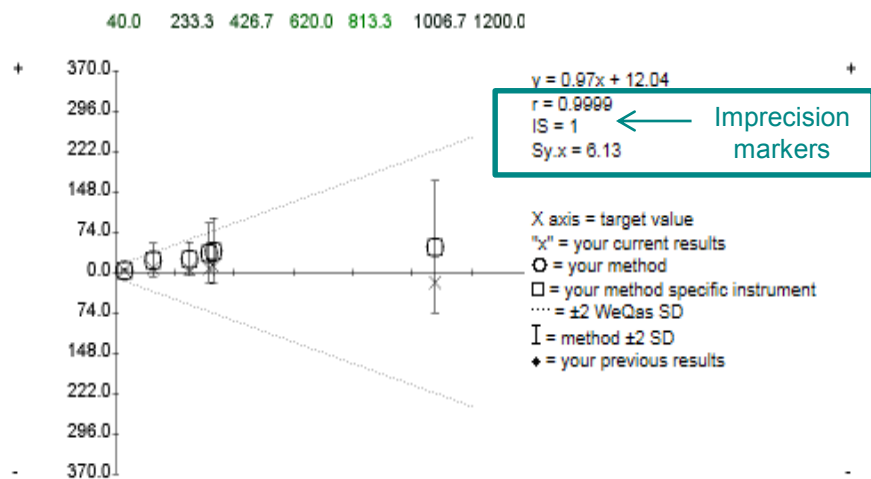 40.0 233.3 426.7 620.0 813.3 1006.7 1200.0
+ 370.0 +
296.0
222.0
148.0
74.0
0.0
74.0
148.0
222.0
296.0
- 370.0 -
y = 0.97x + 12.04
r = 0.9999
IS = 1
Sy.x = 6.13
Imprecision
markers
X axis = target value
"x" = your current results
O = your method
□ = your method specific instrument
···· = ±2 WeQas SD
I = method ±2 SD
♦ = your previous results